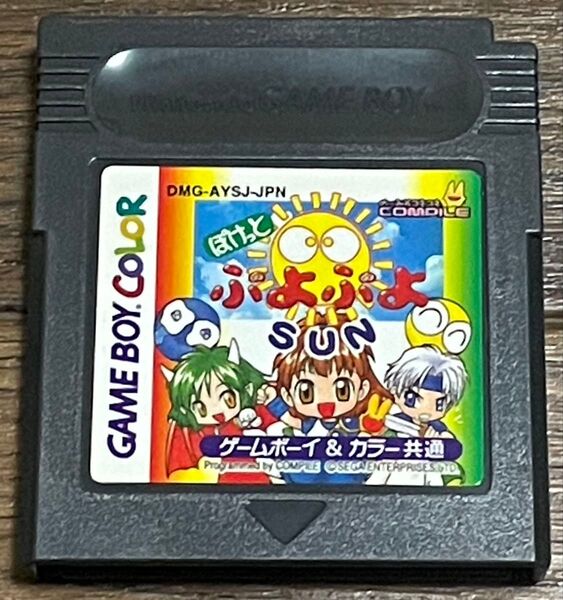 GAME BOY
DMG-AYSJ-JPN
COMPILE
GAME BOY COLOR
ぽけっと
ぷよぷよ
SUN
ゲームボーイ & カラー共通
Programmed by COMPILE ©SEGA ENTERPRISES,LTD.